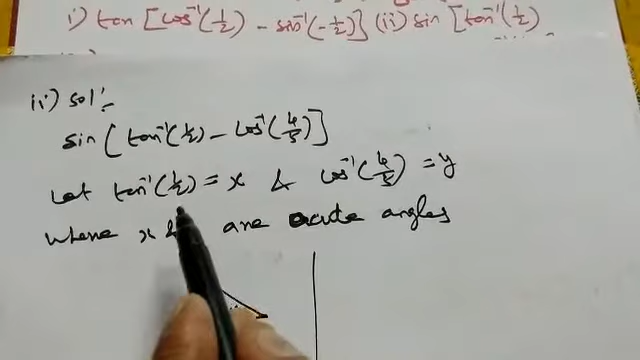 i) tan [cos⁻¹(1/2) - sin⁻¹(-1/2)] (ii) sin [tan⁻¹(1/2)
ii) sol:-
sin [tan⁻¹(1/2) - cos⁻¹(4/5)]
Let tan⁻¹(1/2) = x & cos⁻¹(4/5) = y
where x & are acute angles